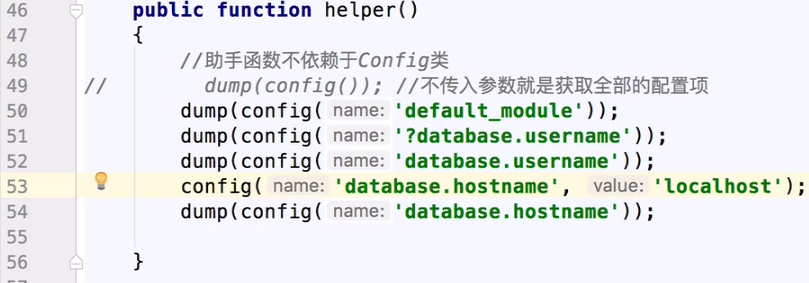 46 public function helper()
47 {
48 //助手函数不依赖于Config类
49 // dump(config()); //不传入参数就是获取全部的配置项
50 dump(config( name: 'default_module'));
51 dump(config( name: '?database.username'));
52 dump(config( name: 'database.username'));
53 config( name: 'database.hostname', value: 'localhost');
54 dump(config( name: 'database.hostname'));
55
56 }